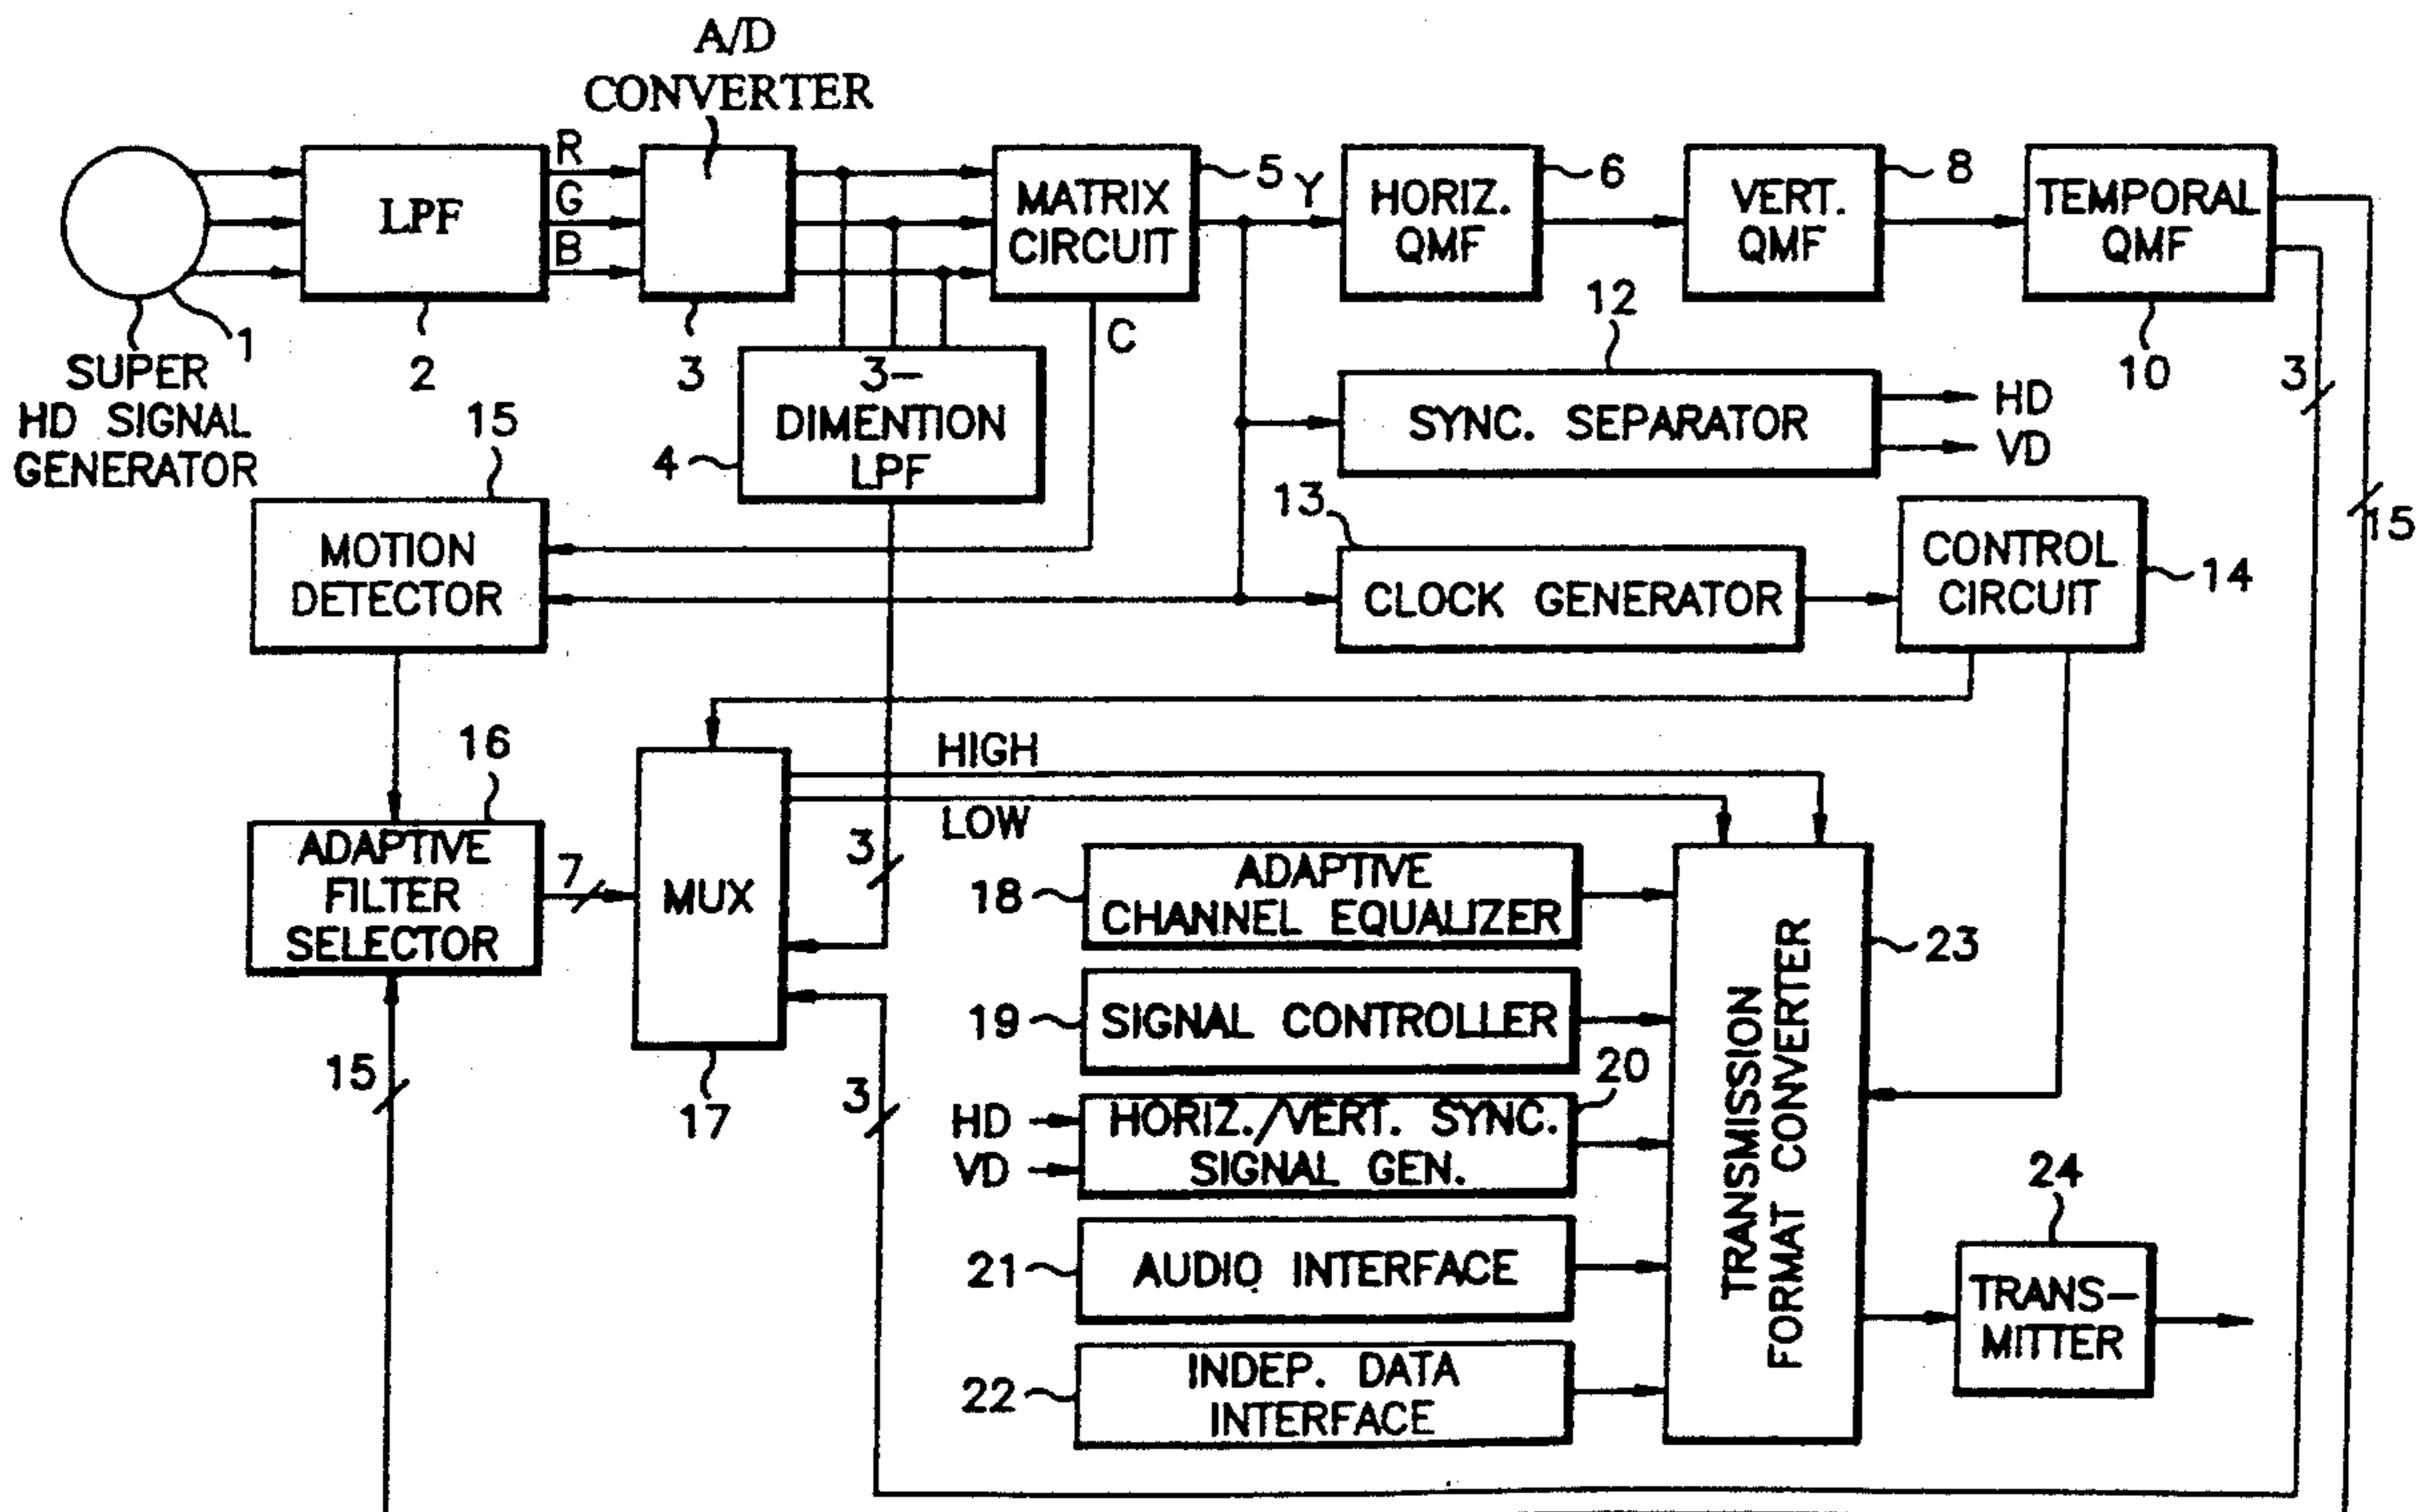 A/D
CONVERTER
R
G
B
LPF
MATRIX
CIRCUIT
5
Y
HORIZ.
QMF
6
VERT.
QMF
8
TEMPORAL
QMF
1
2
3
C
12
10
3
SUPER
HD SIGNAL
GENERATOR
3-
DIMENTION
LPF
4
SYNC. SEPARATOR
HD
VD
15
MOTION
DETECTOR
13
CLOCK GENERATOR
CONTROL
CIRCUIT
14
15
16
HIGH
LOW
ADAPTIVE
FILTER
SELECTOR
7
MUX
3
18
ADAPTIVE
CHANNEL EQUALIZER
TRANSMISSION
FORMAT CONVERTER
23
19
SIGNAL CONTROLLER
15
17
3
20
HD
VD
HORIZ./VERT. SYNC.
SIGNAL GEN.
24
21
AUDIO INTERFACE
TRANS-
MITTER
22
INDEP. DATA
INTERFACE